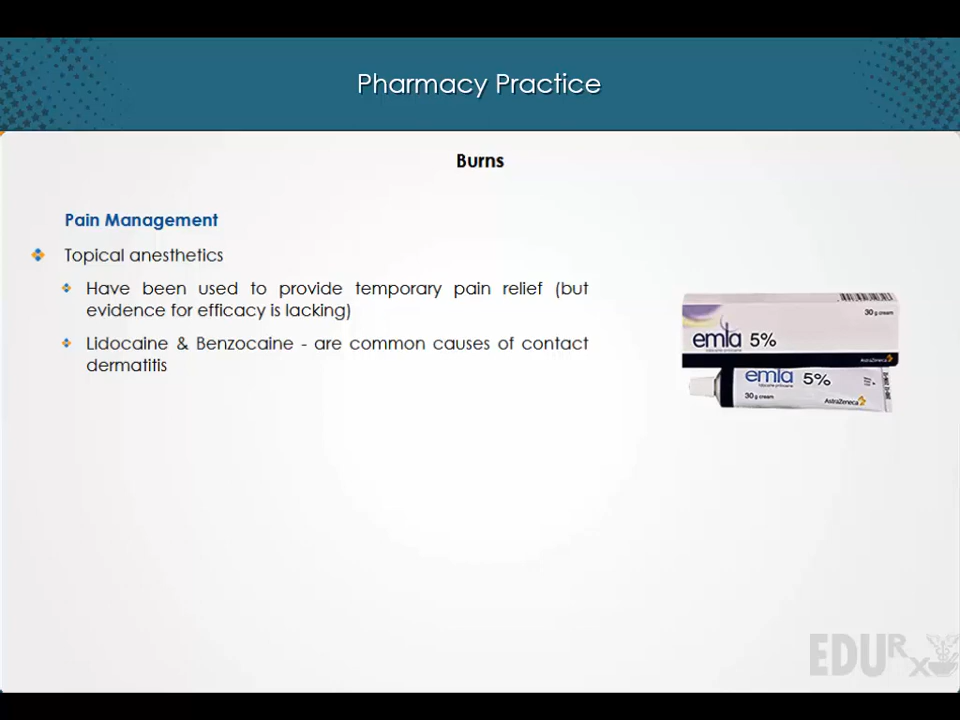 Pharmacy Practice
Burns
Pain Management
Topical anesthetics
Have been used to provide temporary pain relief (but
evidence for efficacy is lacking)
Lidocaine & Benzocaine - are common causes of contact
dermatitis
30 g cream
emla 5%
AstraZeneca
emla 5%
30 g cream
AstraZeneca
EDURx